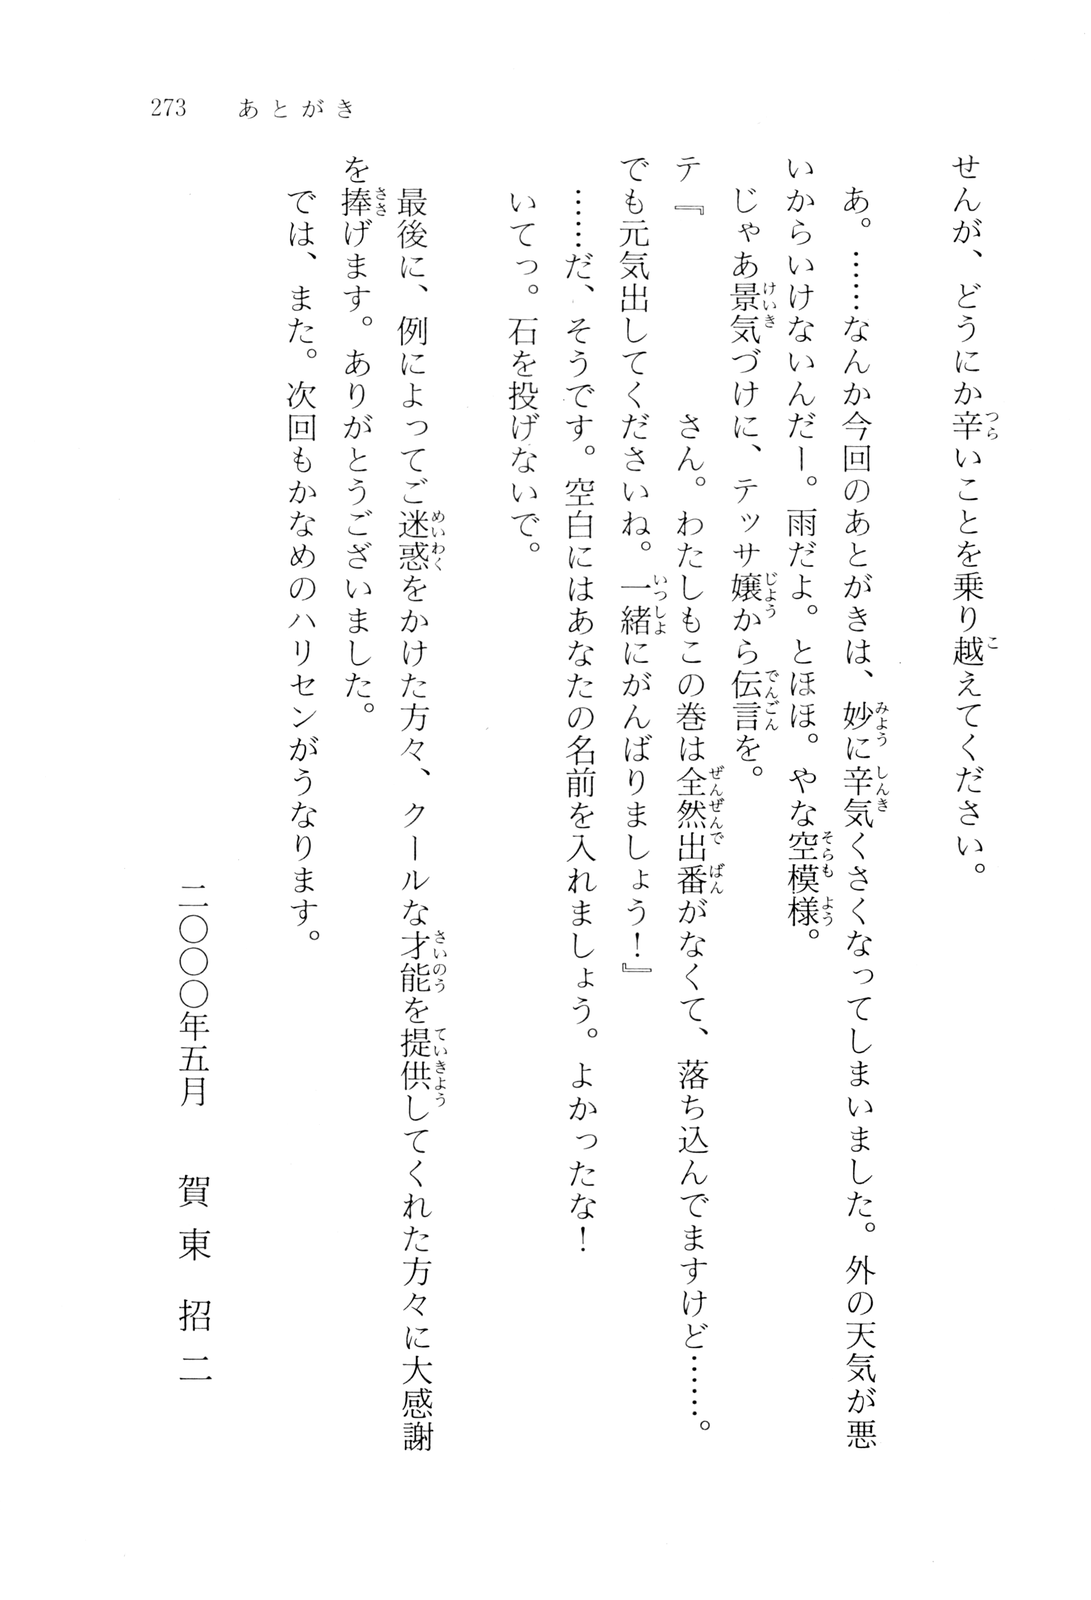 273 あとがき
せんが、どうにか辛いことを乗り越えてください。
あ。……なんか今回のあとがきは、妙に辛気くさくなってしまいました。外の天気が悪
いからいけないんだー。雨だよ。とほほ。やな空模様。
じゃあ景気づけに、テッサ嬢から伝言を。
テ『　　　　　　さん。わたしもこの巻は全然出番がなくて、落ち込んでますけど……。
でも元気出してくださいね。一緒にがんばりましょう！』
……だ、そうです。空白にはあなたの名前を入れましょう。よかったな！
いてっ。石を投げないで。
最後に、例によってご迷惑をかけた方々、クールな才能を提供してくれた方々に大感謝
を捧げます。ありがとうございました。
では、また。次回もかなめのハリセンがうなります。
二〇〇〇年五月　賀東招二